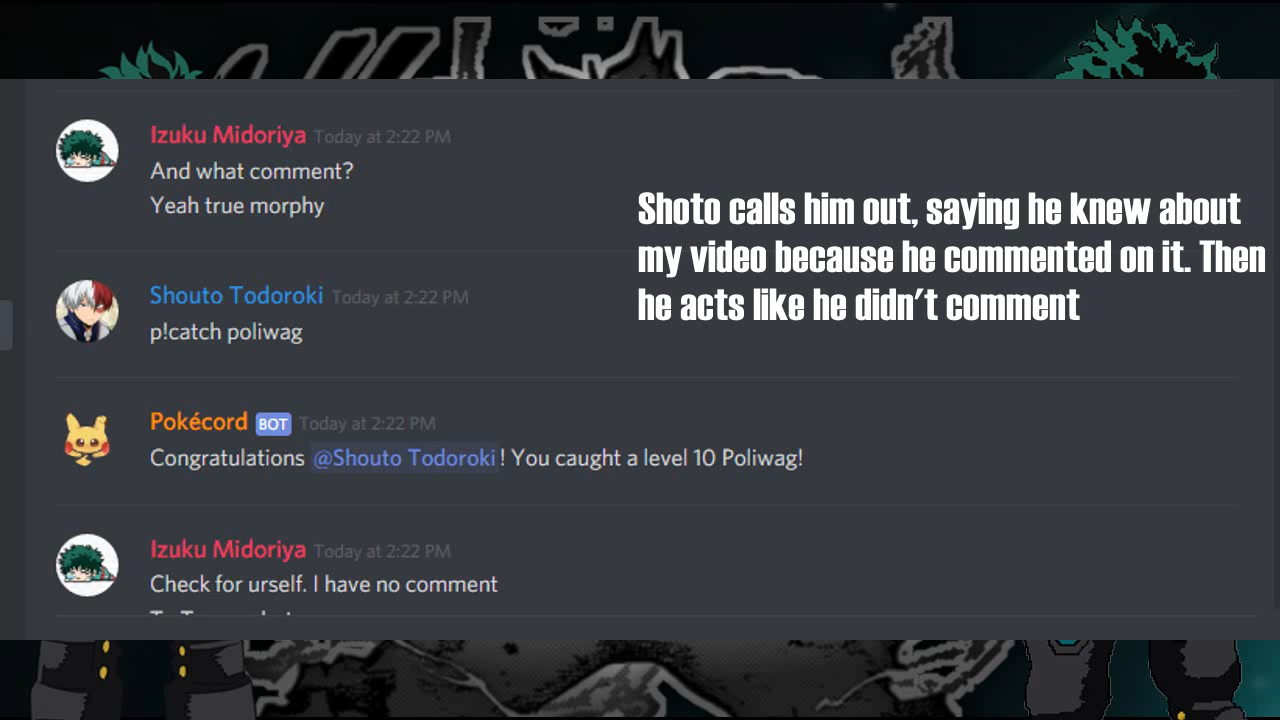 Izuku Midoriya Today at 2:22 PM
And what comment?
Yeah true morphy
Shoto calls him out, saying he knew about
my video because he commented on it. Then
he acts like he didn't comment
Shouto Todoroki Today at 2:22 PM
p!catch poliwag
Pokécord BOT Today at 2:22 PM
Congratulations @Shouto Todoroki! You caught a level 10 Poliwag!
Izuku Midoriya Today at 2:22 PM
Check for urself. I have no comment